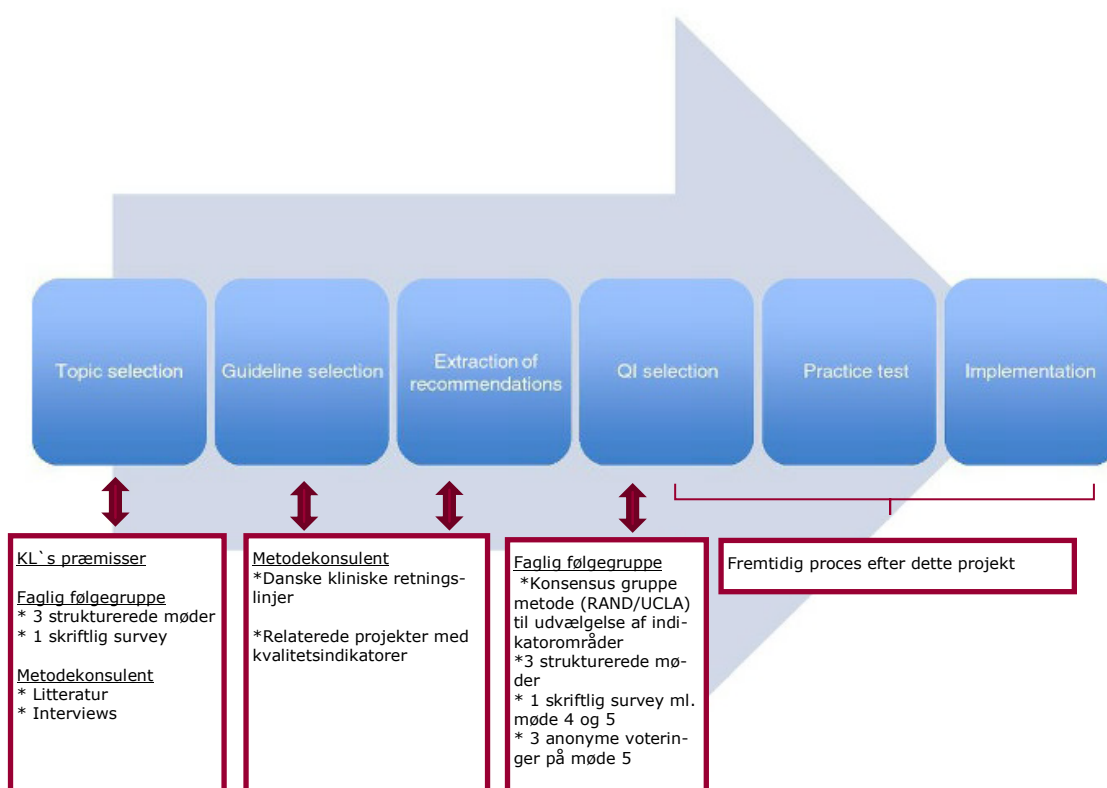 Topic selection
Guideline selection
Extraction of
recommendations
QI selection
Practice test
Implementation
KL`s præmisser
Faglig følgegruppe
* 3 strukturerede møder
* 1 skriftlig survey
Metodekonsulent
* Litteratur
* Interviews
Metodekonsulent
*Danske kliniske retnings-
linjer
*Relaterede projekter med
kvalitetsindikatorer
Faglig følgegruppe
*Konsensus gruppe
metode (RAND/UCLA)
til udvælgelse af indi-
katorområder
*3 strukturerede mø-
der
* 1 skriftlig survey ml.
møde 4 og 5
* 3 anonyme voterin-
ger på møde 5
Fremtidig proces efter dette projekt